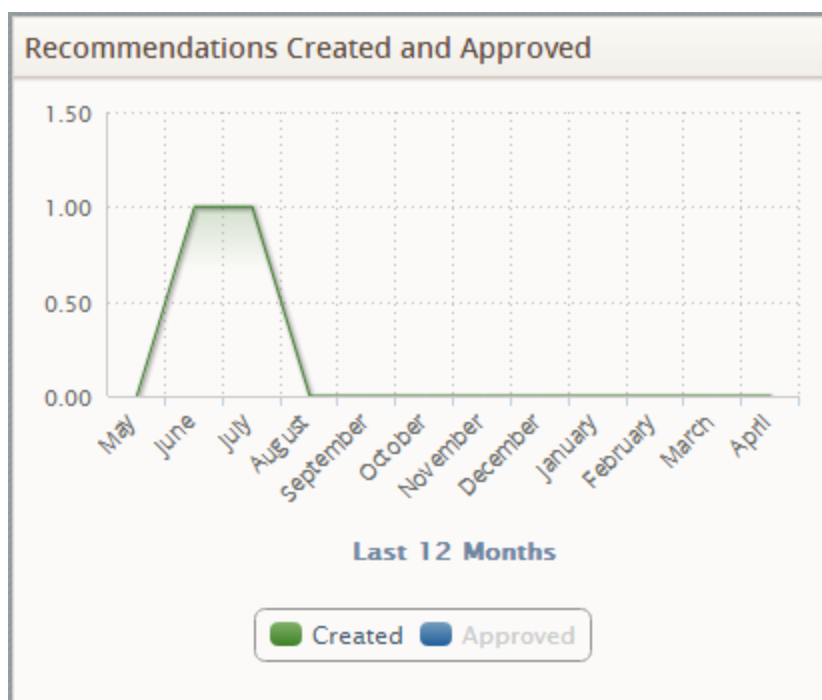 Recommendations Created and Approved
1.50
1.00
0.50
0.00
May June July August September October November December January February March April
Last 12 Months
Created Approved